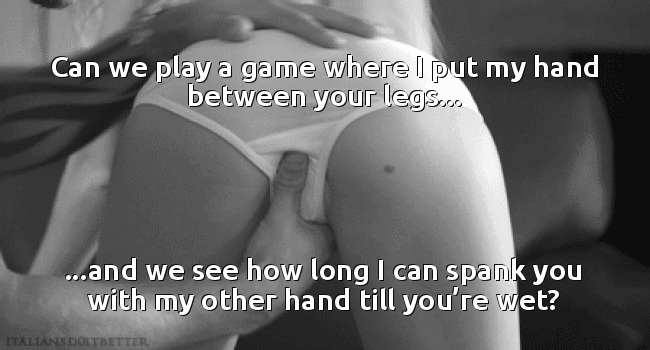 Can we play a game where I put my hand
between your legs...
...and we see how long I can spank you
with my other hand till you’re wet?
ITALIANSDOITBETTER